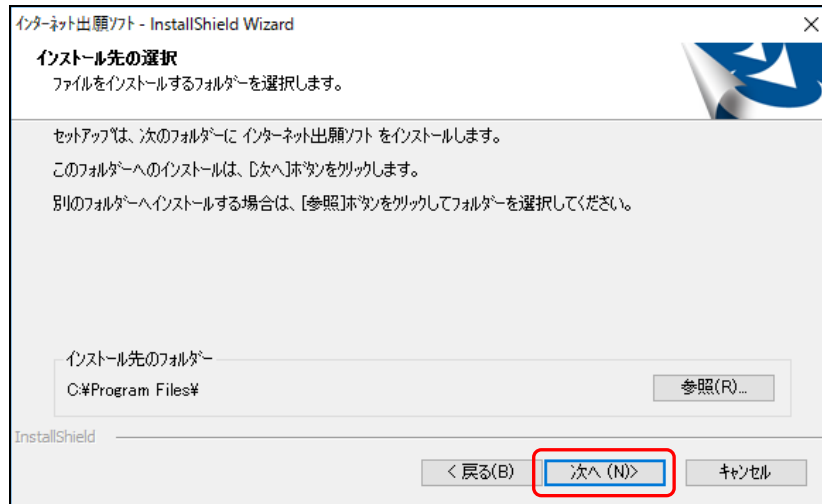 インターネット出願ソフト - InstallShield Wizard
インストール先の選択
ファイルをインストールするフォルダーを選択します。
セットアップは、次のフォルダーに インターネット出願ソフト をインストールします。
このフォルダーへのインストールは、[次へ]ボタンをクリックします。
別のフォルダーへインストールする場合は、[参照]ボタンをクリックしてフォルダーを選択してください。
インストール先のフォルダー
C:¥Program Files¥
参照(R)...
InstallShield
< 戻る(B)
次へ (N)>
キャンセル